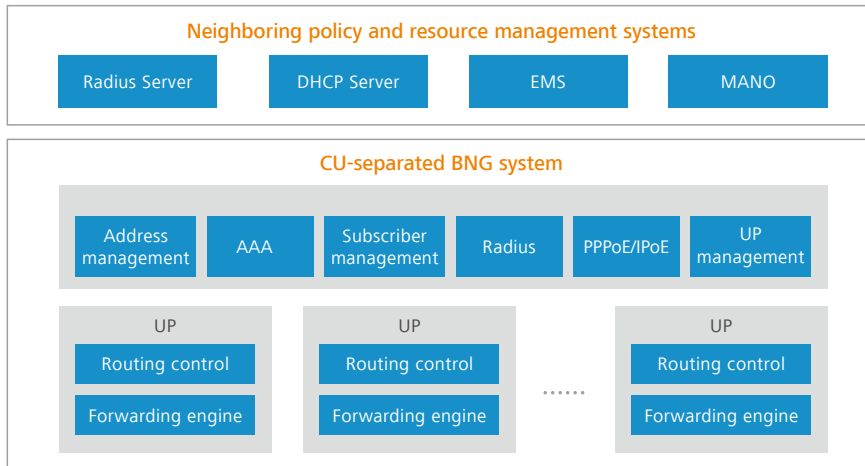 Neighboring policy and resource management systems
Radius Server
DHCP Server
EMS
MANO
CU-separated BNG system
Address
management
AAA
Subscriber
management
Radius
PPPoE/IPoE
UP
management
UP
Routing control
Forwarding engine
UP
Routing control
Forwarding engine
......
UP
Routing control
Forwarding engine